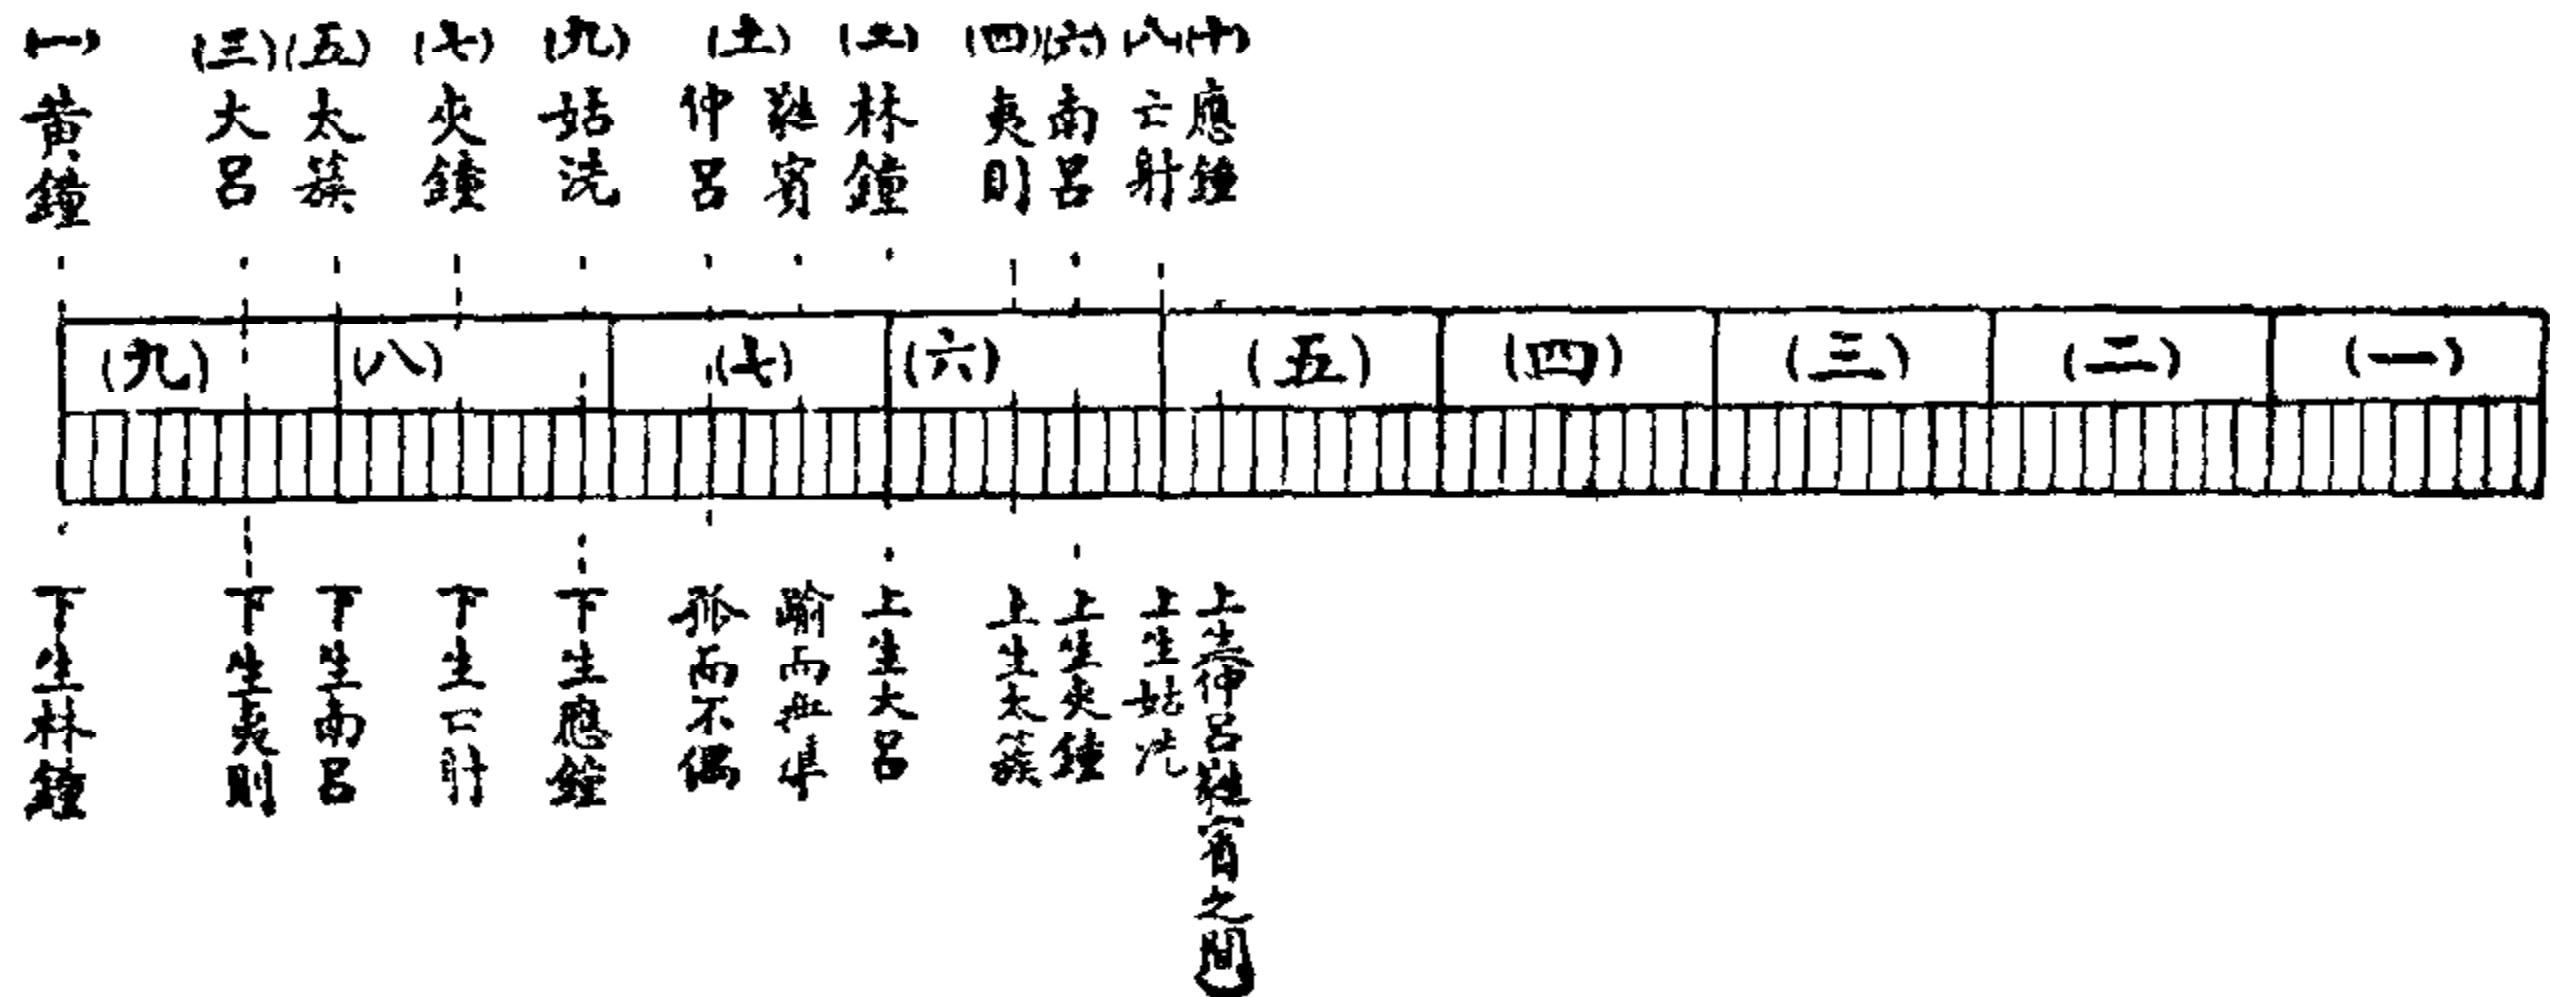 (一) (三) (五) (七) (九) (十一) (二) (四) (六) (八) (十)
黄鐘 大呂 太簇 夾鐘 姑洗 仲呂 蕤賓 林鐘 夷則 南呂 亡射 應鐘
(九) (八) (七) (六) (五) (四) (三) (二) (一)
下生林鐘
下生夷則
下生南呂
下生亡射
下生應鐘
孤而不偶
踰而無準
上生大呂
上生太簇
上生夾鐘
上生姑洗
上生仲呂蕤賓之間